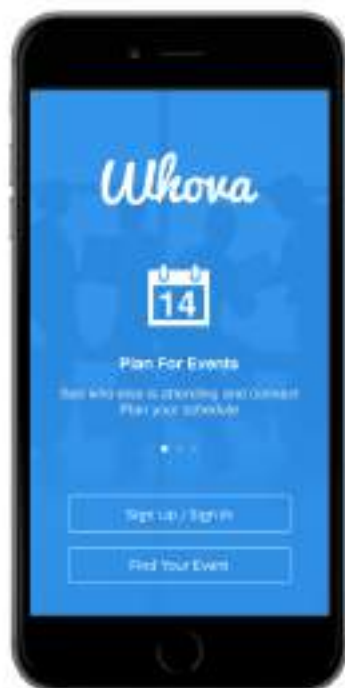 Whova
14
Plan For Events
See who else is attending and connect
Plan your schedule
Sign Up / Sign In
Find Your Event